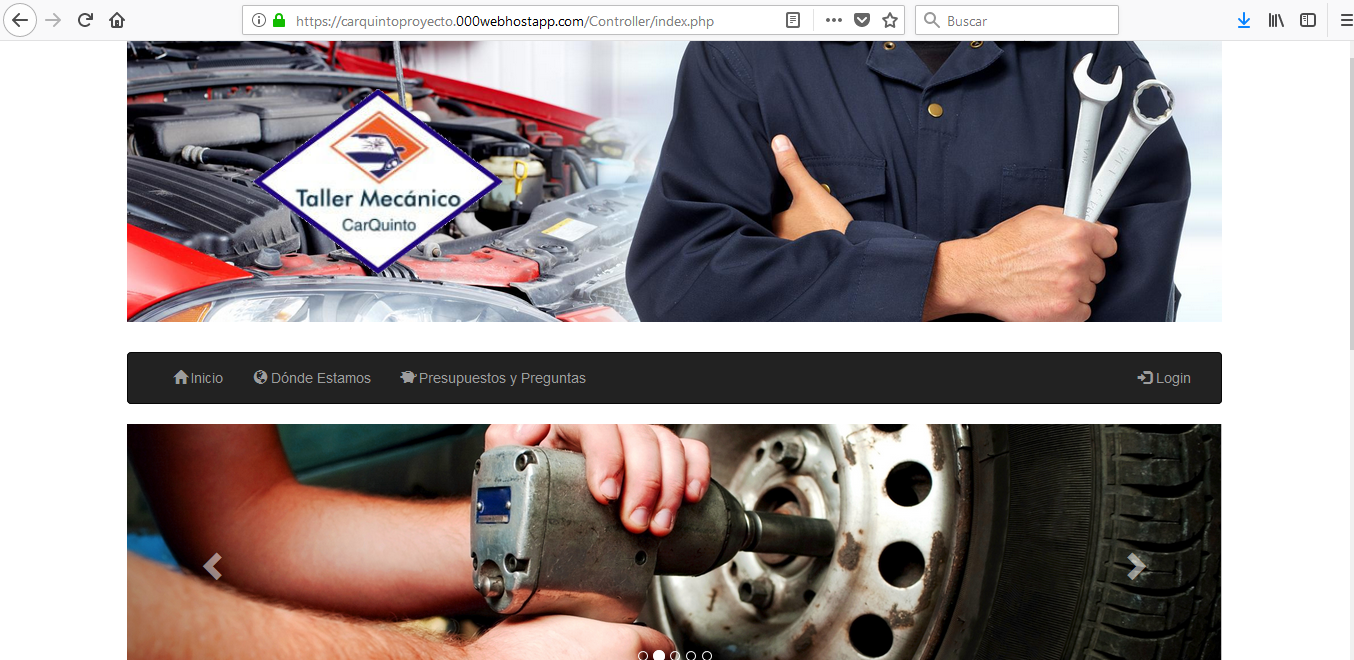 https://carquintoproyecto.000webhostapp.com/Controller/index.php
Buscar
Taller Mecánico
CarQuinto
Inicio
Dónde Estamos
Presupuestos y Preguntas
Login